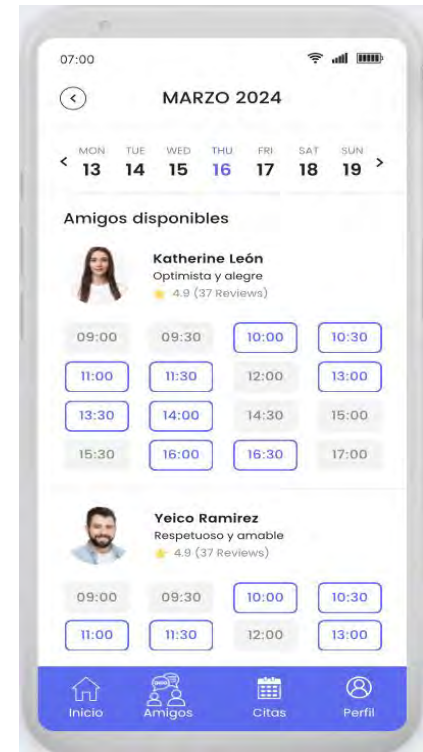 07:00
MARZO 2024
MON TUE WED THU FRI SAT SUN
13 14 15 16 17 18 19
Amigos disponibles
Katherine León
Optimista y alegre
4.9 (37 Reviews)
09:00 09:30 10:00 10:30
11:00 11:30 12:00 13:00
13:30 14:00 14:30 15:00
15:30 16:00 16:30 17:00
Yeico Ramirez
Respetuoso y amable
4.9 (37 Reviews)
09:00 09:30 10:00 10:30
11:00 11:30 12:00 13:00
Inicio Amigos Citas Perfil